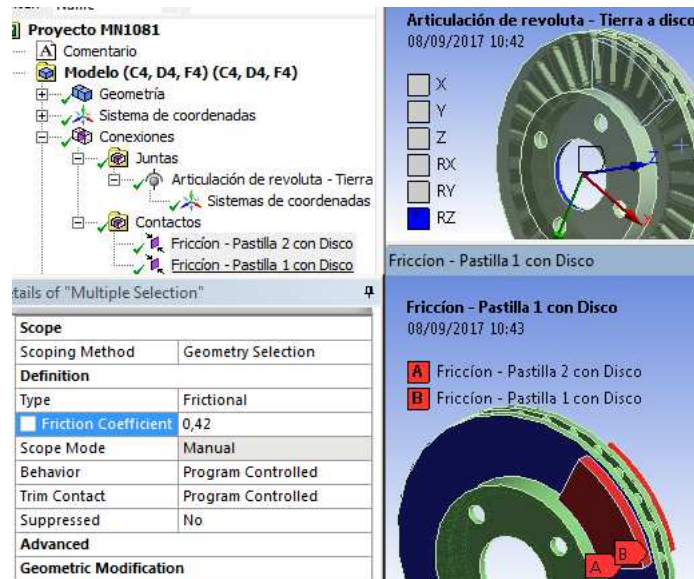 Proyecto MN1081
Comentario
Modelo (C4, D4, F4) (C4, D4, F4)
Geometría
Sistema de
coordenadas
Conexiones
Juntas
Articulación de revoluta - Tierra
Sistemas de coordenadas
Contactos
Friccíon - Pastilla 2 con Disco
Friccíon - Pastilla 1 con Disco
Articulación de revoluta - Tierra a disco
08/09/2017 10:42
X
Y
Z
RX
RY
RZ
Z
Friccíon - Pastilla 1 con Disco
Details of "Multiple Selection"
Scope
Scoping Method Geometry Selection
Definition
Type Frictional
Friction Coefficient 0,42
Scope Mode Manual
Behavior Program Controlled
Trim Contact Program Controlled
Suppressed No
Advanced
Geometric Modification
Friccíon - Pastilla 1 con Disco
08/09/2017 10:43
A Friccíon - Pastilla 2 con Disco
B Friccíon - Pastilla 1 con Disco
B
A